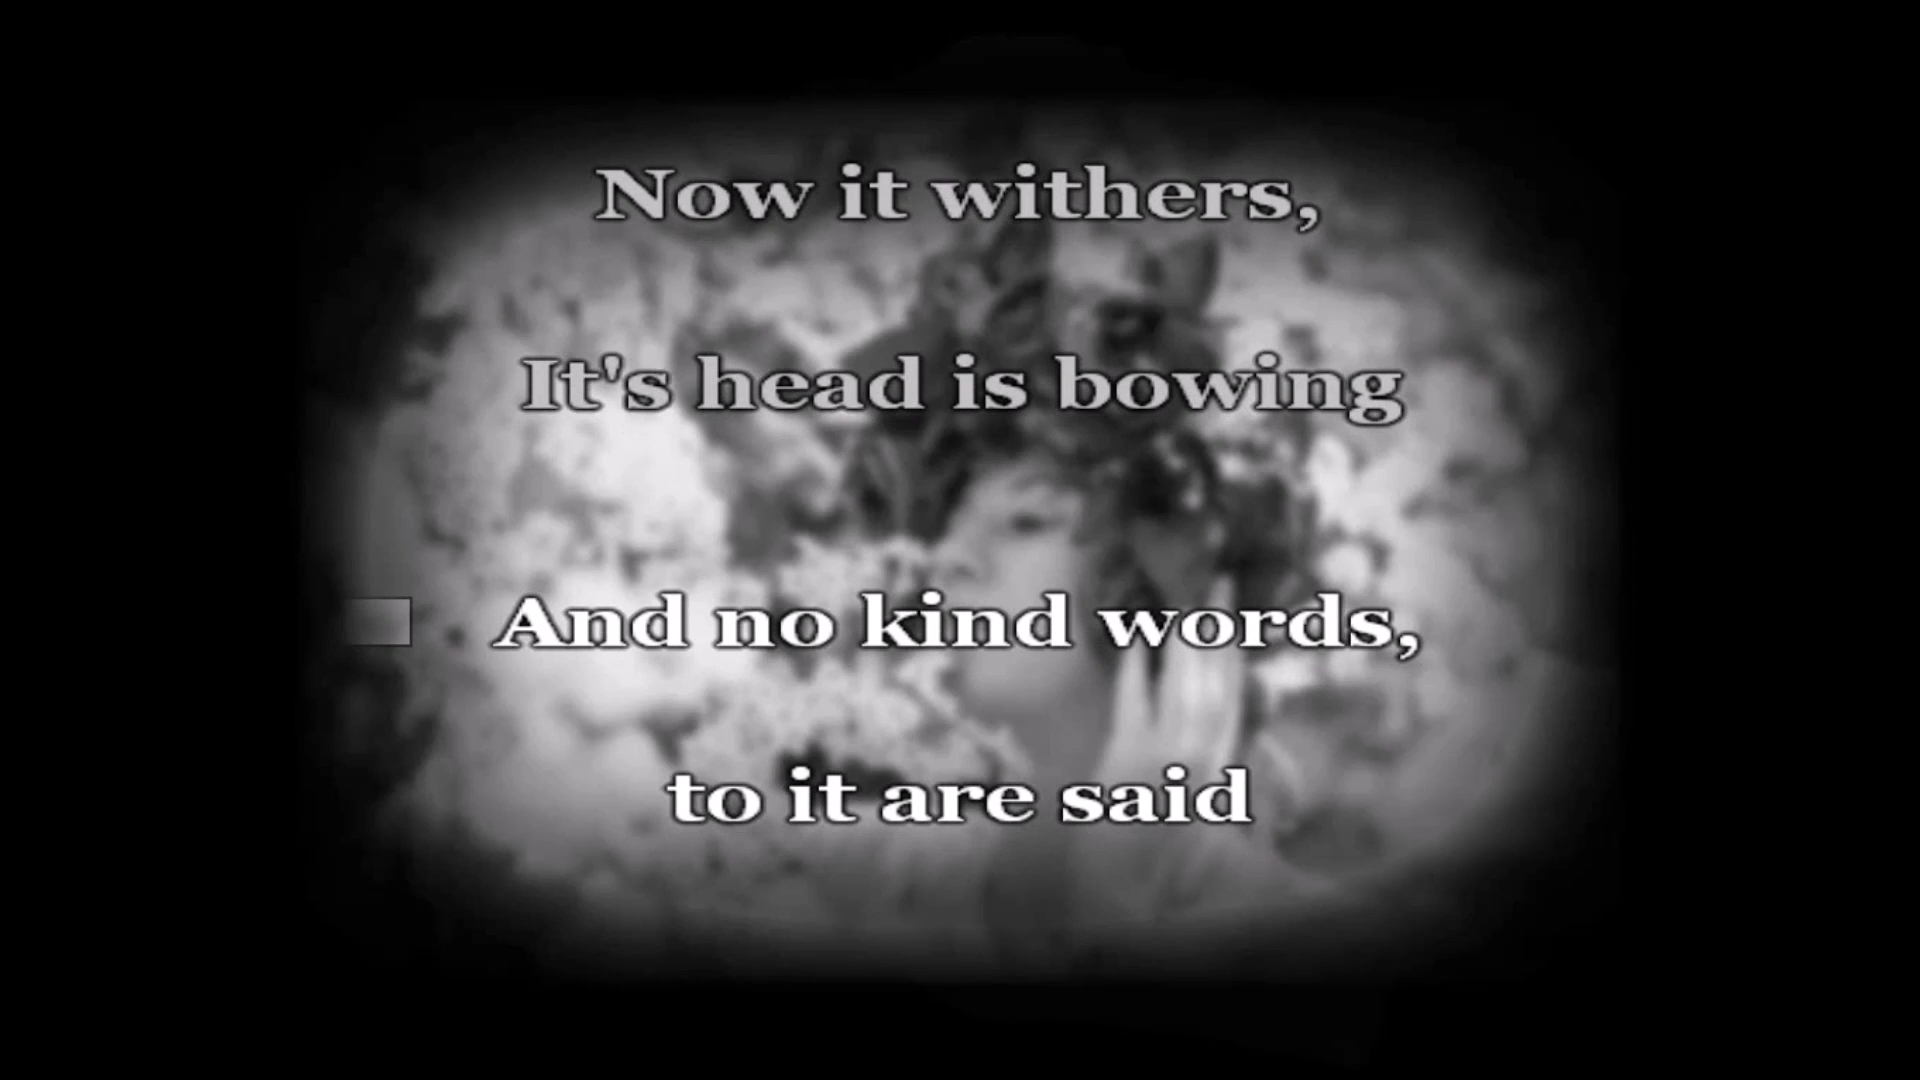 Now it withers,
It's head is bowing
And no kind words,
to it are said